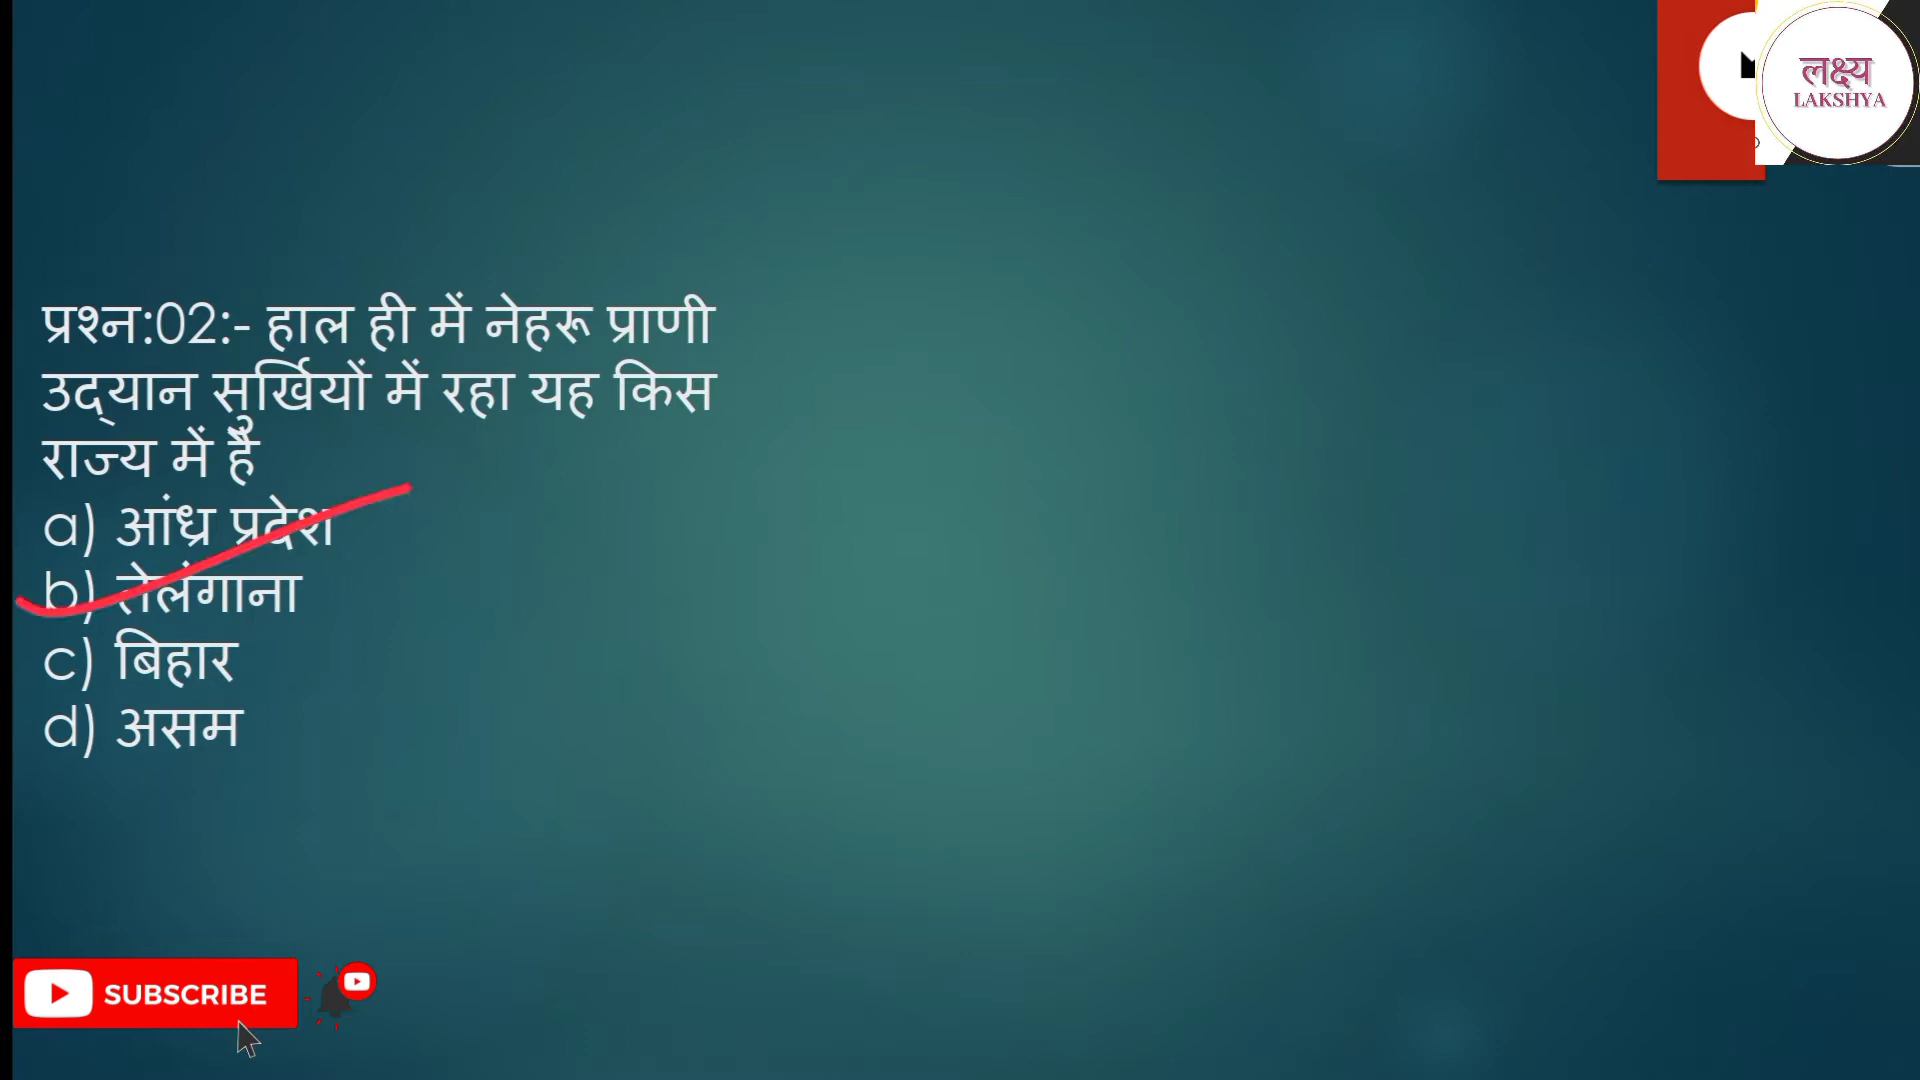 लक्ष्य
LAKSHYA
प्रश्न:02:- हाल ही में नेहरू प्राणी
उद्यान सुर्खियों में रहा यह किस
राज्य में है
a) आंध्र प्रदेश
b) तेलंगाना
c) बिहार
d) असम
SUBSCRIBE